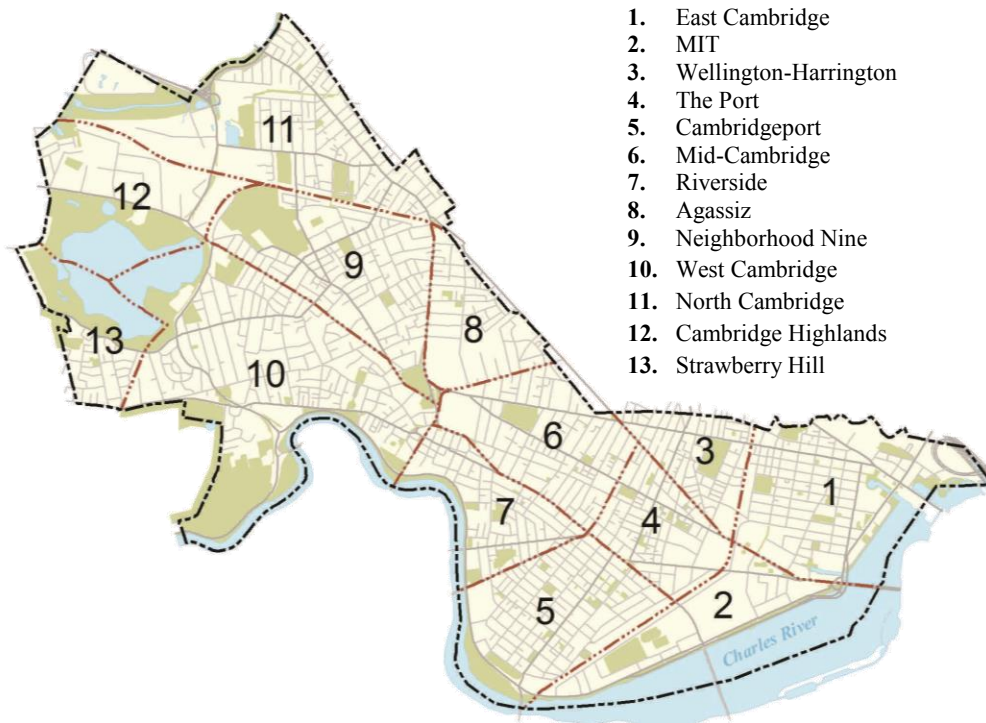 1. East Cambridge
2. MIT
3. Wellington-Harrington
4. The Port
5. Cambridgeport
6. Mid-Cambridge
7. Riverside
8. Agassiz
9. Neighborhood Nine
10. West Cambridge
11. North Cambridge
12. Cambridge Highlands
13. Strawberry Hill
11
12
9
8
13
10
6
3
1
7
4
5
2
Charles River